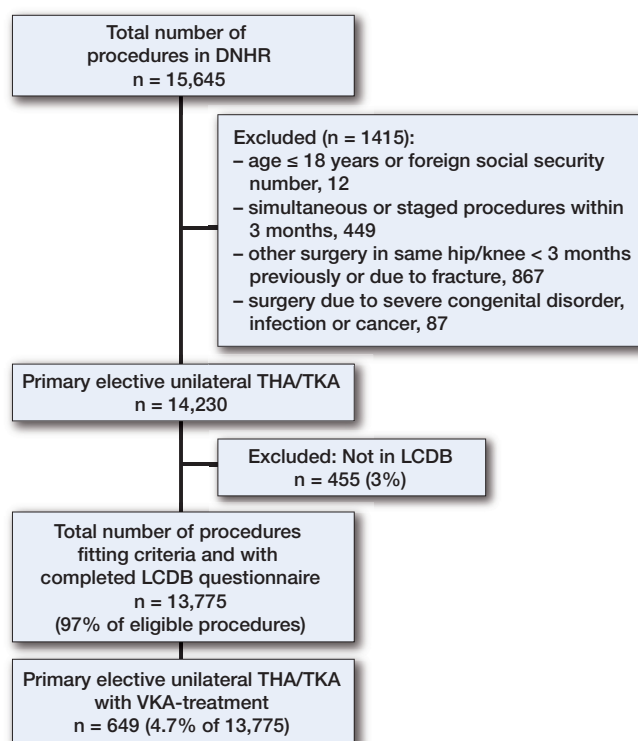 Total number of
procedures in DNHR
n = 15,645
Excluded (n = 1415):
– age ≤ 18 years or foreign social security
number, 12
– simultaneous or staged procedures within
3 months, 449
– other surgery in same hip/knee < 3 months
previously or due to fracture, 867
– surgery due to severe congenital disorder,
infection or cancer, 87
Primary elective unilateral THA/TKA
n = 14,230
Excluded: Not in LCDB
n = 455 (3%)
Total number of procedures
fitting criteria and with
completed LCDB questionnaire
n = 13,775
(97% of eligible procedures)
Primary elective unilateral THA/TKA
with VKA-treatment
n = 649 (4.7% of 13,775)